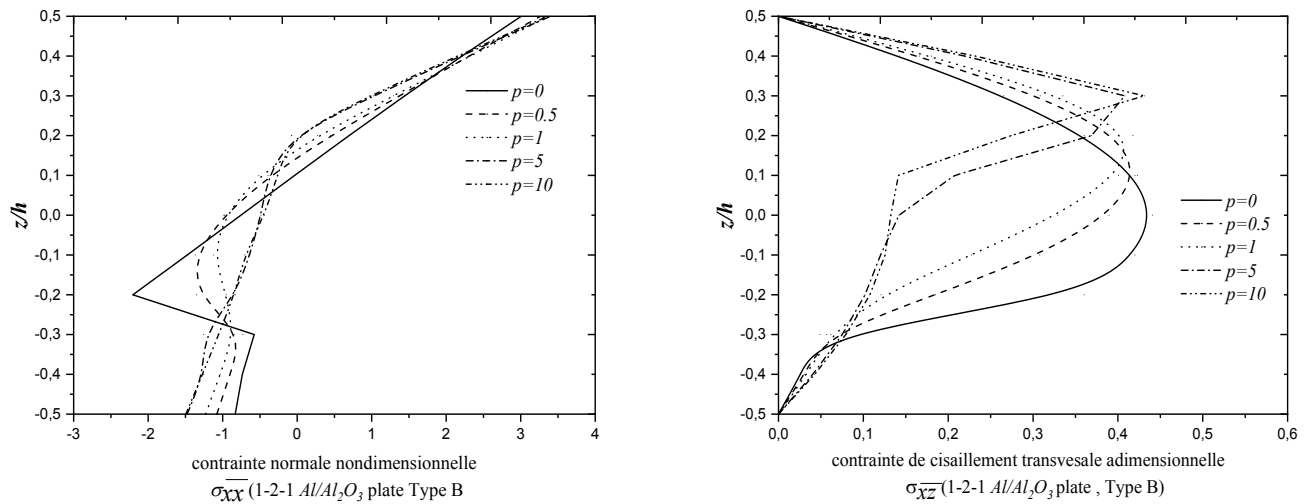 0,5
0,4
0,3
0,2
0,1
0,0
-0,1
-0,2
-0,3
-0,4
-0,5
z/h
-3 -2 -1 0 1 2 3 4
p=0
p=0.5
p=1
p=5
p=10
contrainte normale nondimensionnelle
σxx (1-2-1 Al/Al2O3 plate Type B
0,5
0,4
0,3
0,2
0,1
0,0
-0,1
-0,2
-0,3
-0,4
-0,5
z/h
0,0 0,1 0,2 0,3 0,4 0,5 0,6
p=0
p=0.5
p=1
p=5
p=10
contrainte de cisaillement transvesale adimensionnelle
σxz (1-2-1 Al/Al2O3 plate , Type B)